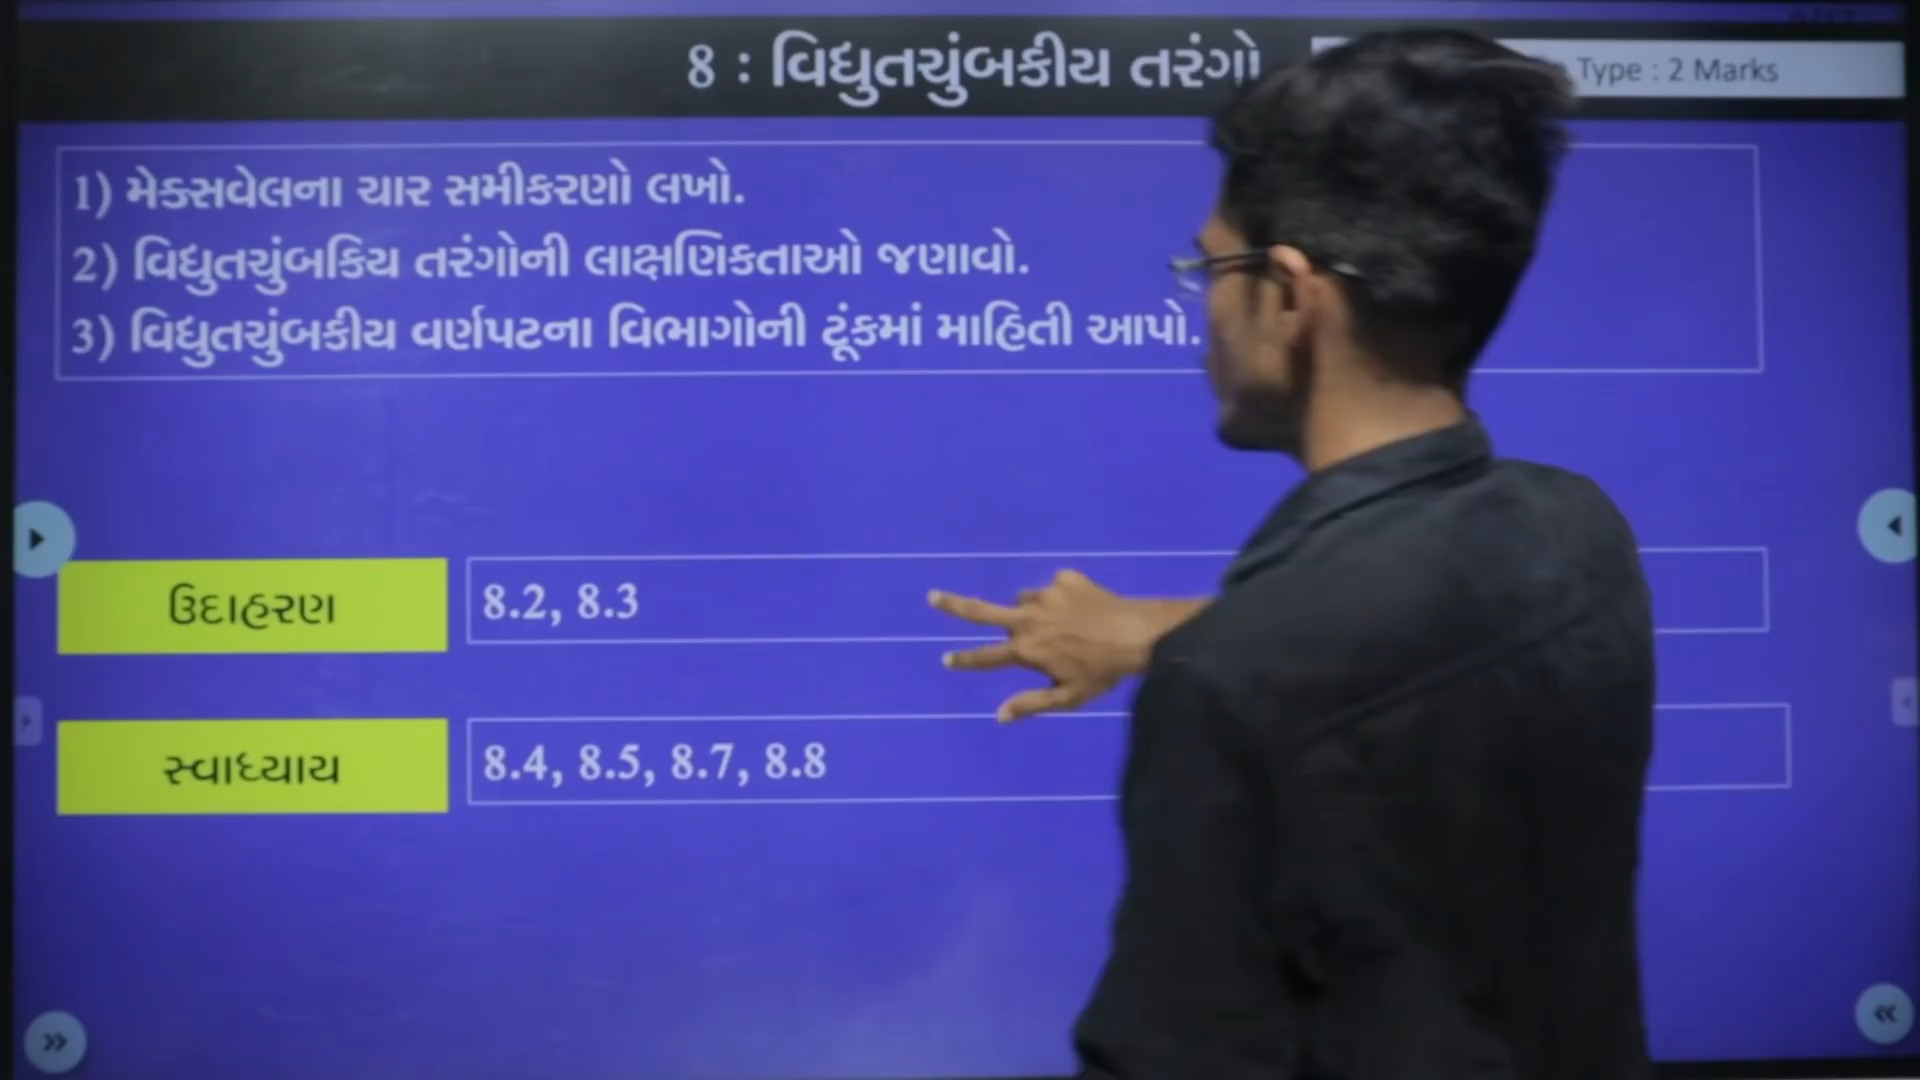 8 : વિદ્યુતચુંબકીય તરંગો
Type : 2 Marks
1) મેક્સવેલના ચાર સમીકરણો લખો.
2) વિદ્યુતચુંબકિય તરંગોની લાક્ષણિકતાઓ જણાવો.
3) વિદ્યુતચુંબકીય વર્ણપટના વિભાગોની ટૂંકમાં માહિતી આપો.
ઉદાહરણ
8.2, 8.3
સ્વાધ્યાય
8.4, 8.5, 8.7, 8.8